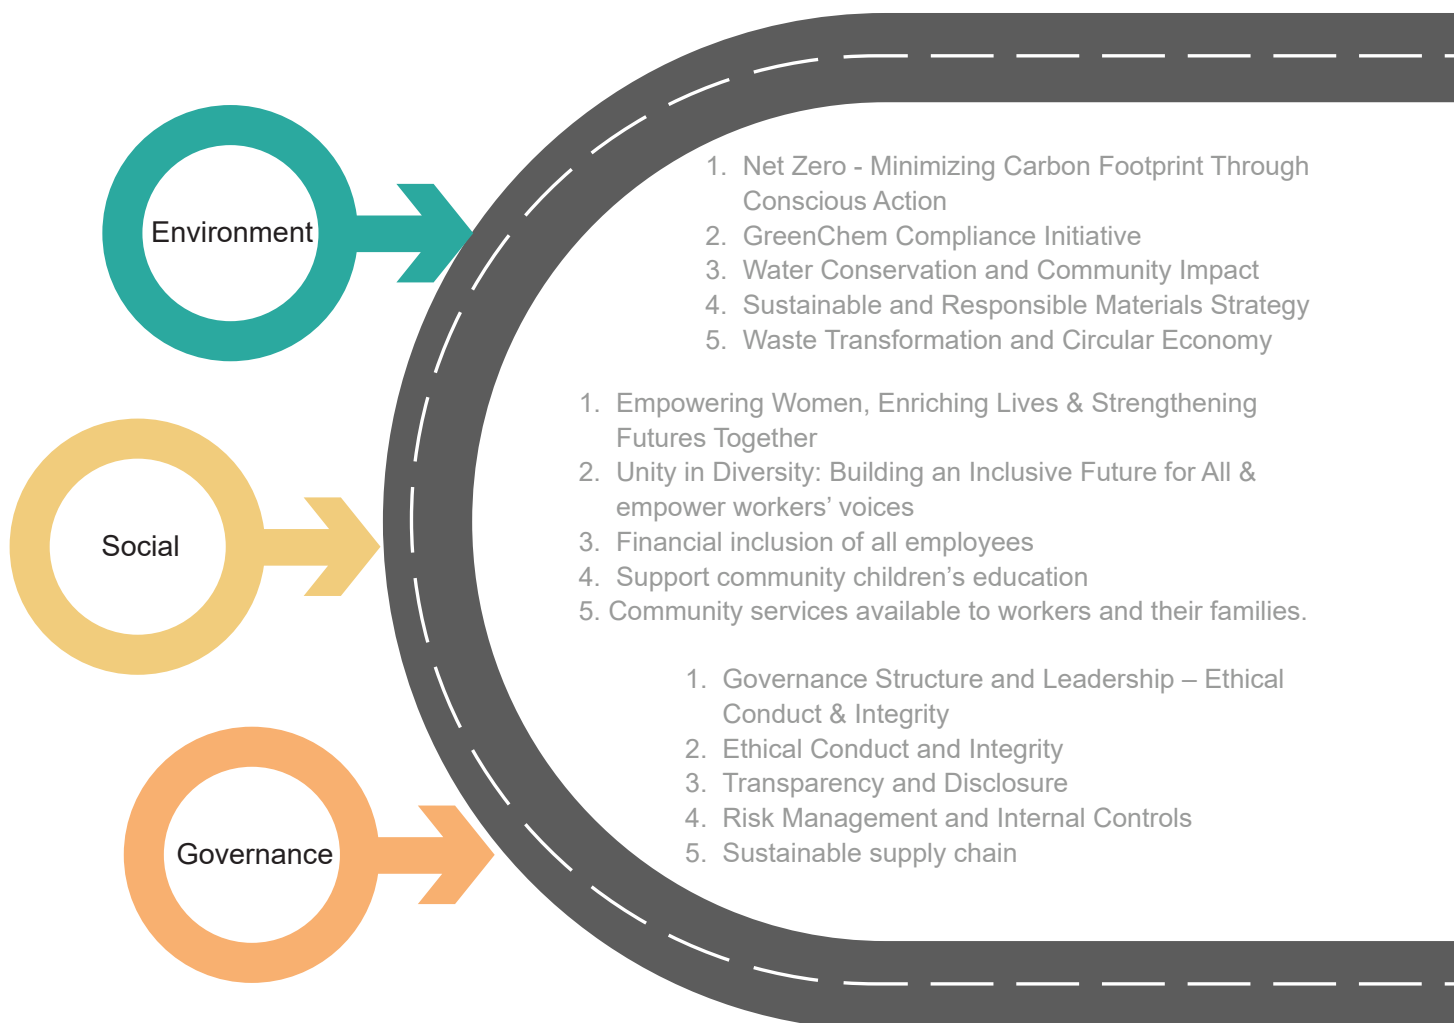 Environment
1. Net Zero - Minimizing Carbon Footprint Through
Conscious Action
2. GreenChem Compliance Initiative
3. Water Conservation and Community Impact
4. Sustainable and Responsible Materials Strategy
5. Waste Transformation and Circular Economy
Social
1. Empowering Women, Enriching Lives & Strengthening
Futures Together
2. Unity in Diversity: Building an Inclusive Future for All &
empower workers’ voices
3. Financial inclusion of all employees
4. Support community children’s education
5. Community services available to workers and their families.
Governance
1. Governance Structure and Leadership – Ethical
Conduct & Integrity
2. Ethical Conduct and Integrity
3. Transparency and Disclosure
4. Risk Management and Internal Controls
5. Sustainable supply chain